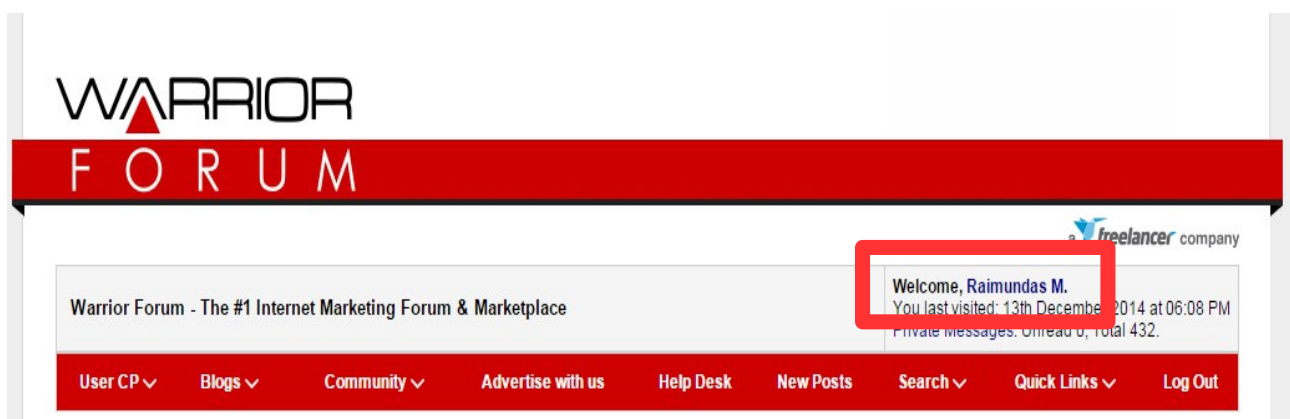 WARRIOR
FORUM
a freelancer company
Warrior Forum - The #1 Internet Marketing Forum & Marketplace
Welcome, Raimundas M.
You last visited: 13th December 2014 at 06:08 PM
Private Messages: Unread 0, Total 432.
User CP Blogs Community Advertise with us Help Desk New Posts Search Quick Links Log Out